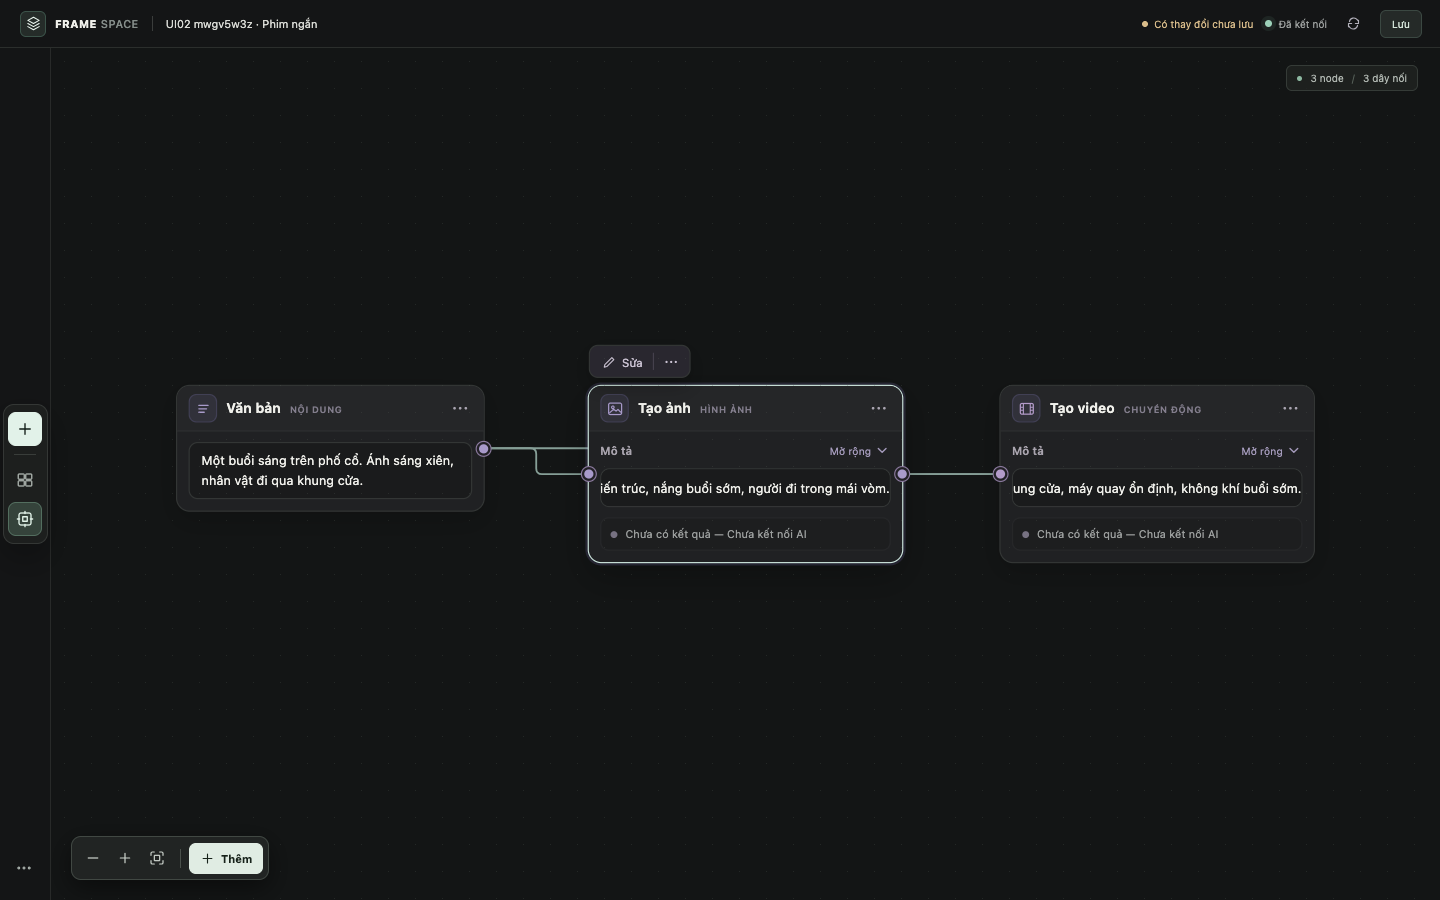 FRAME SPACE
UI02 mwgv5w3z · Phim ngắn
Có thay đổi chưa lưu
Đã kết nối
Lưu
3 node / 3 dây nối
Sửa
Văn bản NỘI DUNG
Một buổi sáng trên phố cổ. Ánh sáng xiên,
nhân vật đi qua khung cửa.
Tạo ảnh HÌNH ẢNH
Mô tả
Mở rộng
iến trúc, nắng buổi sớm, người đi trong mái vòm.
Chưa có kết quả — Chưa kết nối AI
Tạo video CHUYỂN ĐỘNG
Mô tả
Mở rộng
ung cửa, máy quay ổn định, không khí buổi sớm.
Chưa có kết quả — Chưa kết nối AI
Thêm